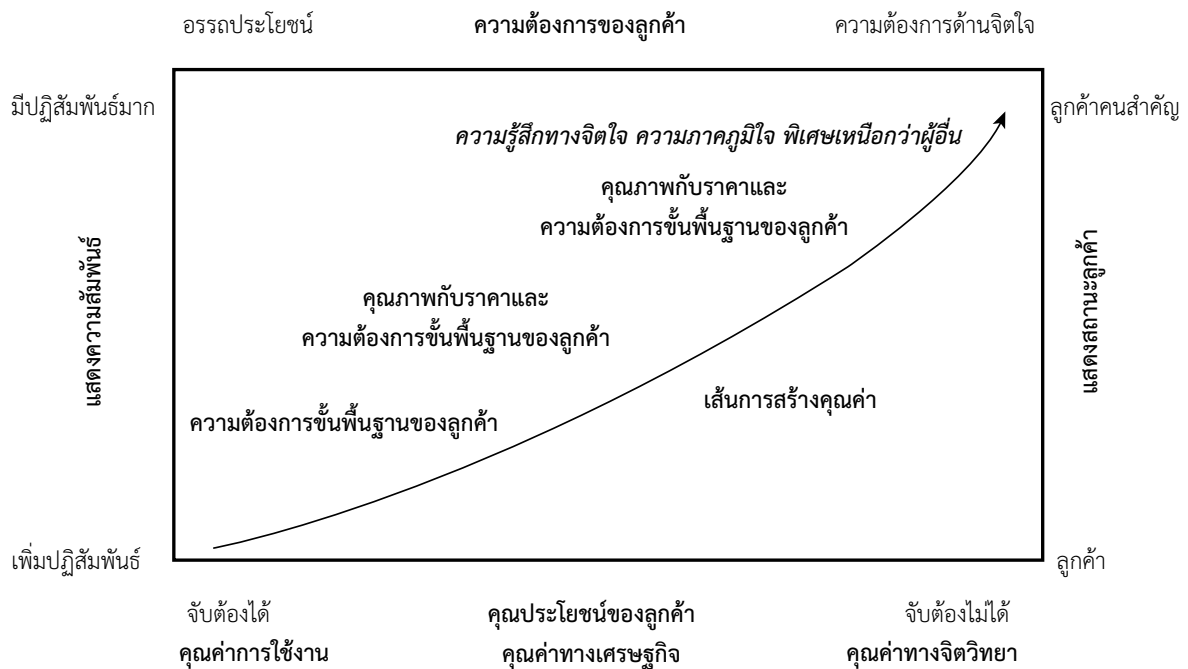 อรรถประโยชน์ ความต้องการของลูกค้า ความต้องการด้านจิตใจ
มีปฏิสัมพันธ์มาก ลูกค้าคนสำคัญ
ความรู้สึกทางจิตใจ ความภาคภูมิใจ พิเศษเหนือกว่าผู้อื่น
คุณภาพกับราคาและ
ความต้องการขั้นพื้นฐานของลูกค้า
แสดงความสัมพันธ์
แสดงสถานะลูกค้า
คุณภาพกับราคาและ
ความต้องการขั้นพื้นฐานของลูกค้า
เส้นการสร้างคุณค่า
ความต้องการขั้นพื้นฐานของลูกค้า
เพิ่มปฏิสัมพันธ์ ลูกค้า
จับต้องได้ คุณประโยชน์ของลูกค้า จับต้องไม่ได้
คุณค่าการใช้งาน คุณค่าทางเศรษฐกิจ คุณค่าทางจิตวิทยา